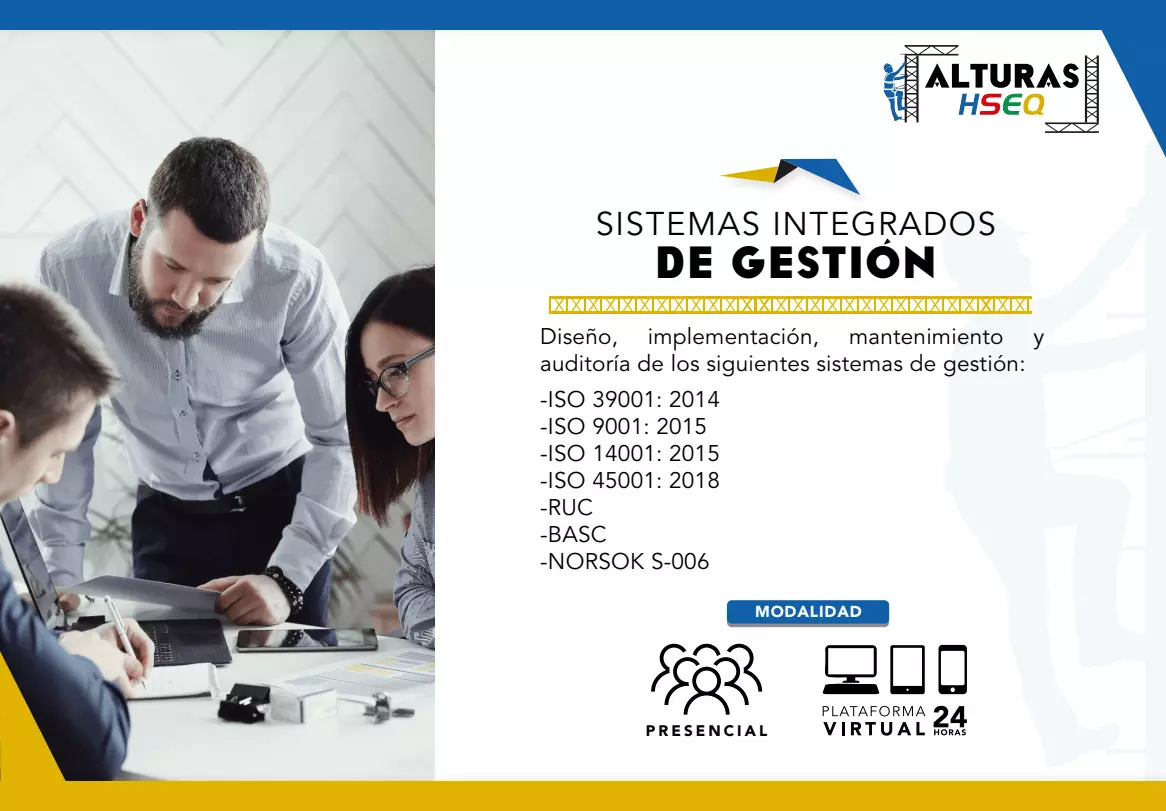 ALTURAS
HSEQ
SISTEMAS INTEGRADOS
DE GESTIÓN
Diseño, implementación, mantenimiento y
auditoría de los siguientes sistemas de gestión:
-ISO 39001: 2014
-ISO 9001: 2015
-ISO 14001: 2015
-ISO 45001: 2018
-RUC
-BASC
-NORSOK S-006
MODALIDAD
PRESENCIAL
PLATAFORMA
VIRTUAL 24
HORAS